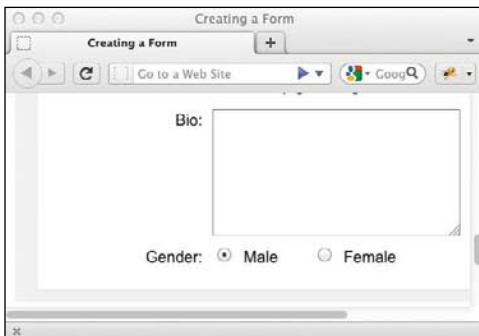 Creating a Form
Creating a Form
Go to a Web Site
Goog
Bio:
Gender: Male Female